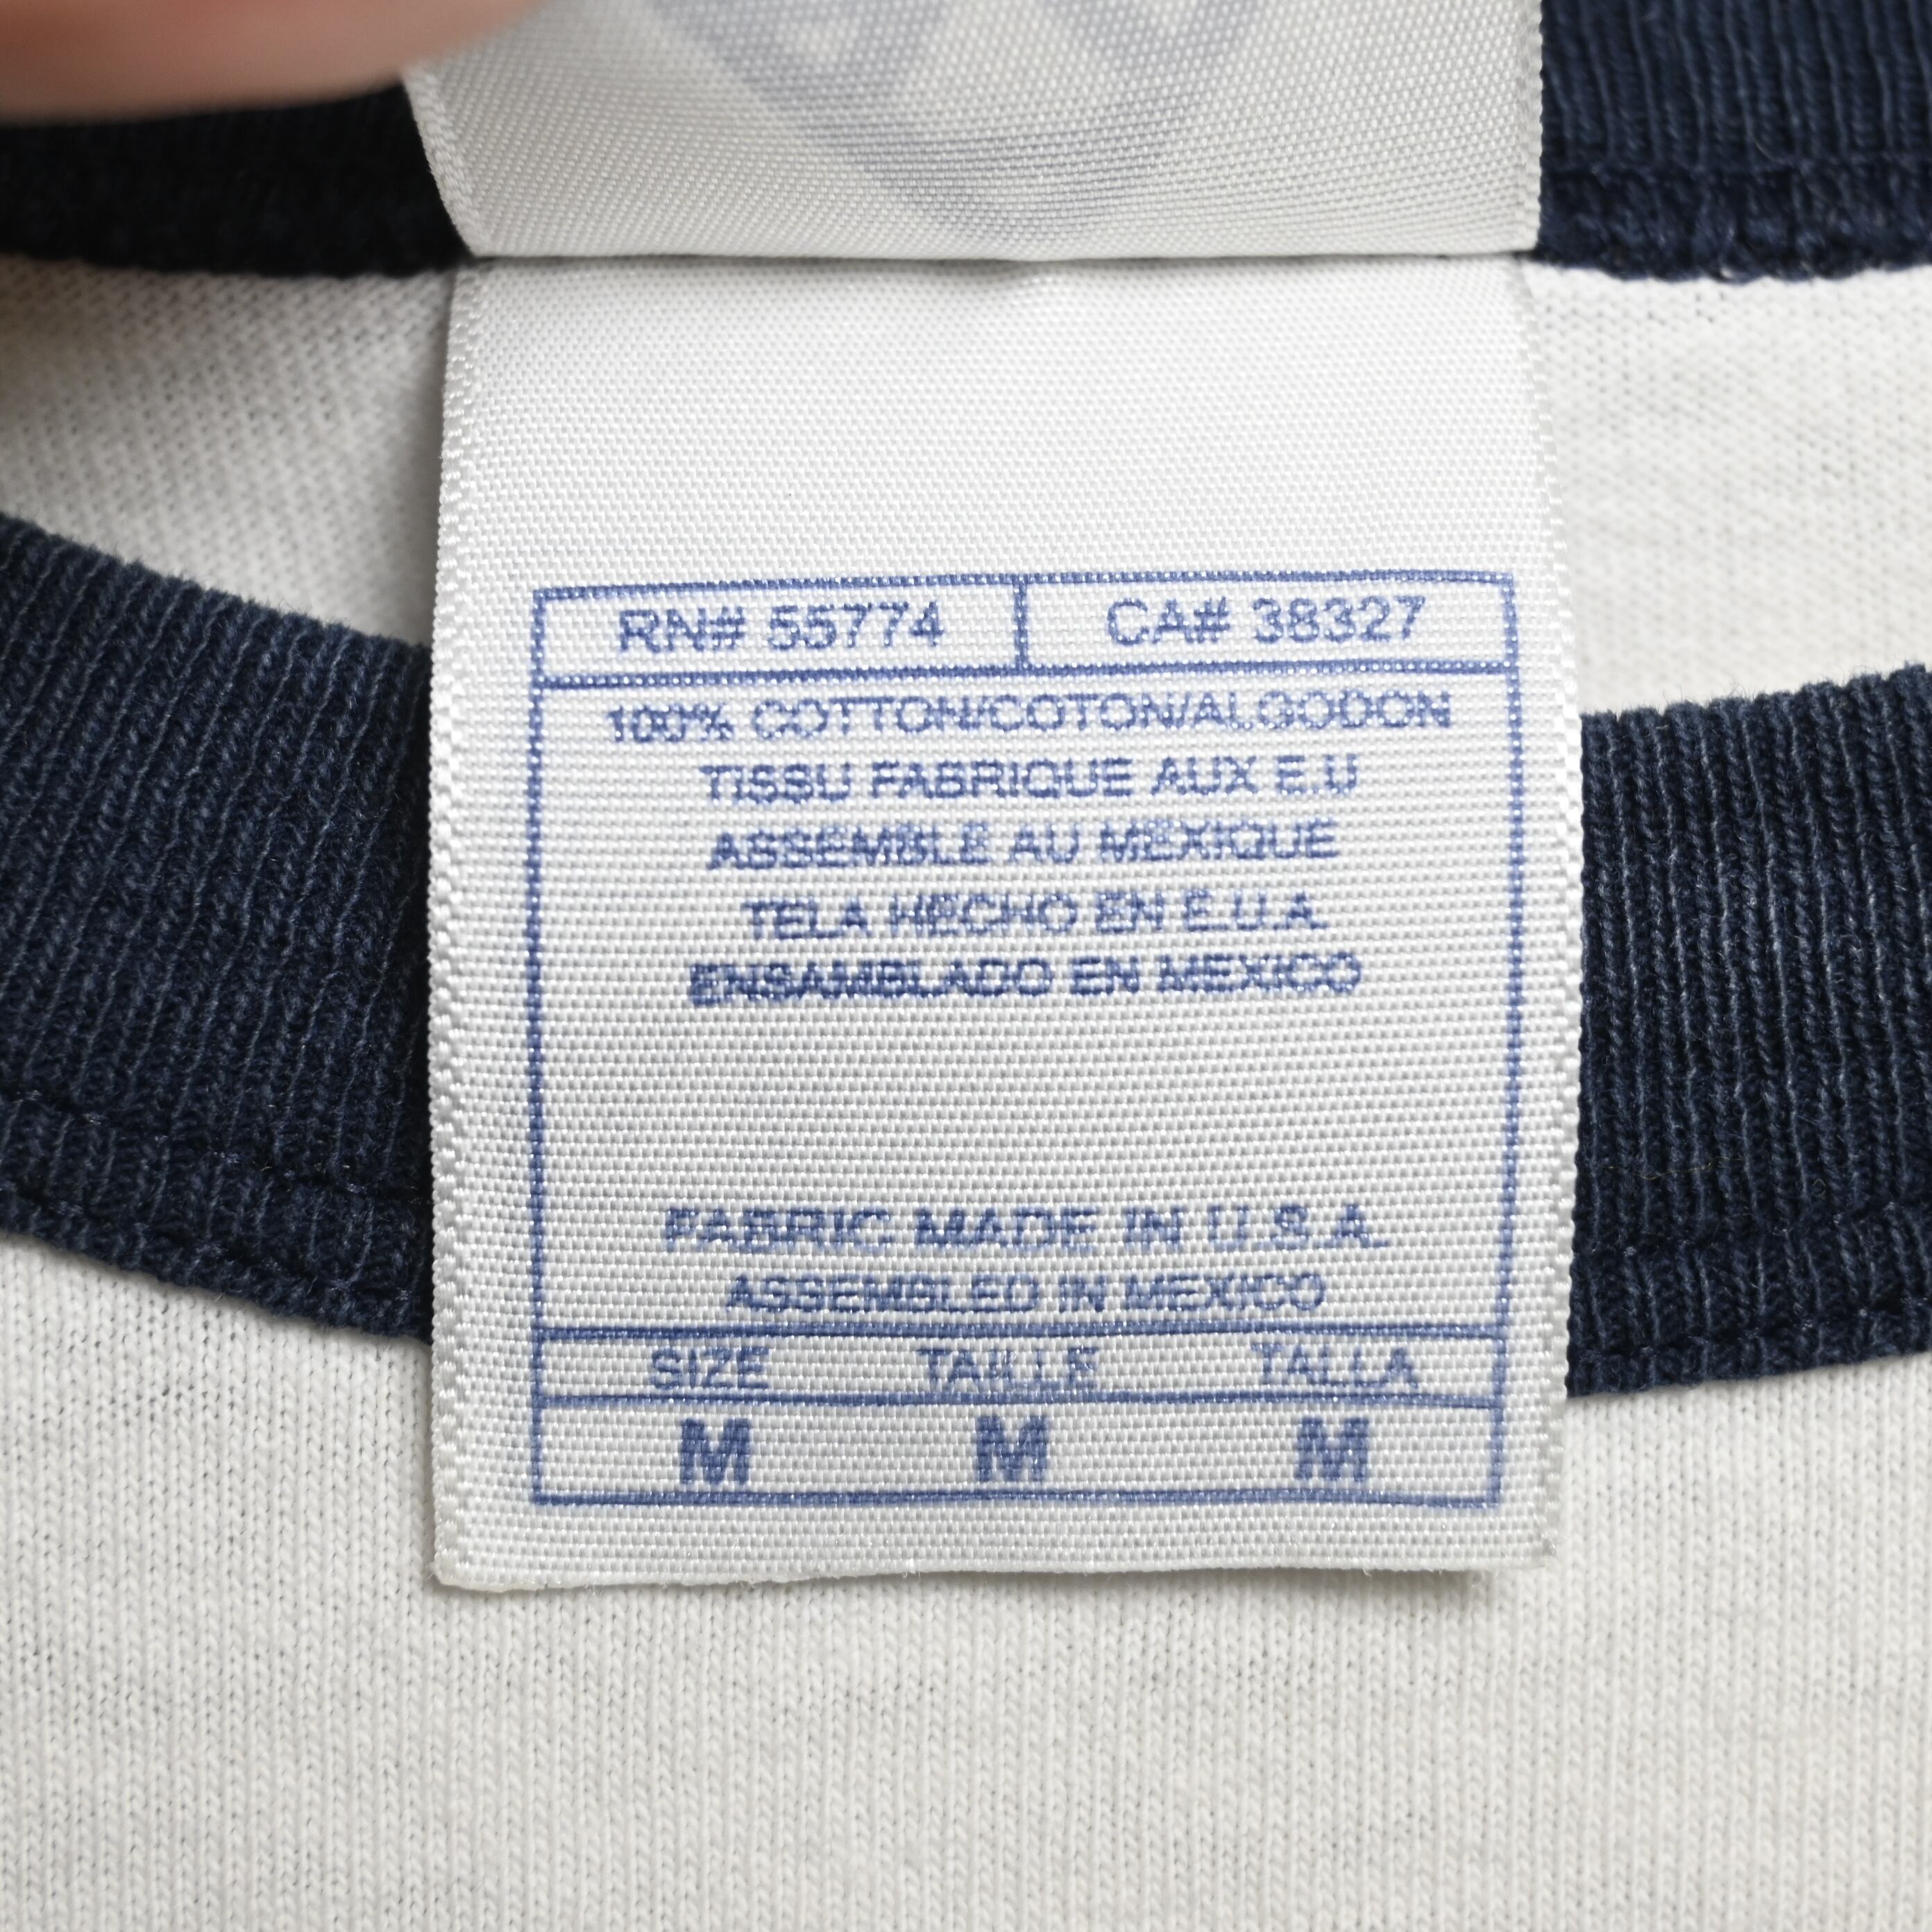 RN# 55774 CA# 38327
100% COTTON/COTON/ALGODON
TISSU FABRIQUE AUX E.U
ASSEMBLE AU MEXIQUE
TELA HECHO EN E.U.A.
ENSAMBLADO EN MEXICO
FABRIC MADE IN U.S.A.
ASSEMBLED IN MEXICO
SIZE TAILLE TALLA
M M M